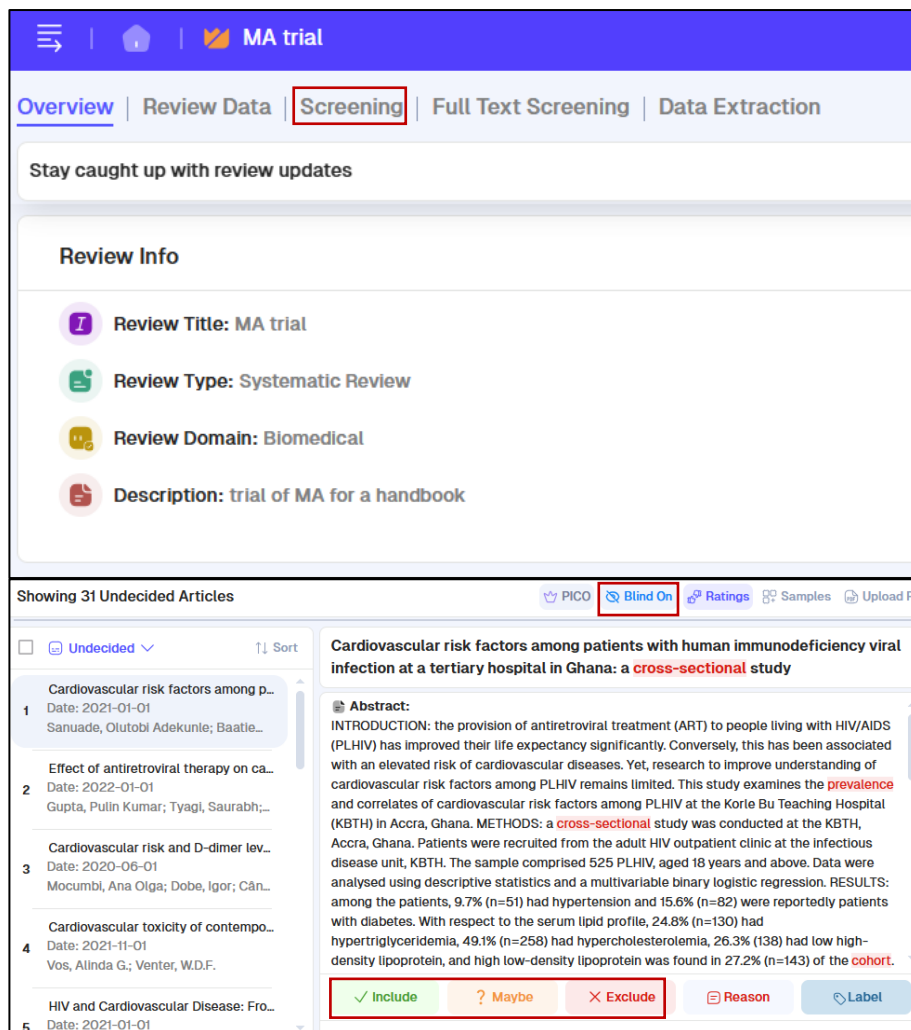 MA trial
Overview | Review Data | Screening | Full Text Screening | Data Extraction
Stay caught up with review updates
Review Info
Review Title: MA trial
Review Type: Systematic Review
Review Domain: Biomedical
Description: trial of MA for a handbook
Showing 31 Undecided Articles
PICO Blind On Ratings Samples Upload P
Undecided Sort
1 Cardiovascular risk factors among p...
Date: 2021-01-01
Sanuade, Olutobi Adekunle; Baatie...
2 Effect of antiretroviral therapy on ca...
Date: 2022-01-01
Gupta, Pulin Kumar; Tyagi, Saurabh;...
3 Cardiovascular risk and D-dimer lev...
Date: 2020-06-01
Mocumbi, Ana Olga; Dobe, Igor; Cân...
4 Cardiovascular toxicity of contempo...
Date: 2021-11-01
Vos, Alinda G.; Venter, W.D.F.
5 HIV and Cardiovascular Disease: Fro...
Date: 2021-01-01
Cardiovascular risk factors among patients with human immunodeficiency viral
infection at a tertiary hospital in Ghana: a cross-sectional study
Abstract:
INTRODUCTION: the provision of antiretroviral treatment (ART) to people living with HIV/AIDS
(PLHIV) has improved their life expectancy significantly. Conversely, this has been associated
with an elevated risk of cardiovascular diseases. Yet, research to improve understanding of
cardiovascular risk factors among PLHIV remains limited. This study examines the prevalence
and correlates of cardiovascular risk factors among PLHIV at the Korle Bu Teaching Hospital
(KBTH) in Accra, Ghana. METHODS: a cross-sectional study was conducted at the KBTH,
Accra, Ghana. Patients were recruited from the adult HIV outpatient clinic at the infectious
disease unit, KBTH. The sample comprised 525 PLHIV, aged 18 years and above. Data were
analysed using descriptive statistics and a multivariable binary logistic regression. RESULTS:
among the patients, 9.7% (n=51) had hypertension and 15.6% (n=82) were reportedly patients
with diabetes. With respect to the serum lipid profile, 24.8% (n=130) had
hypertriglyceridemia, 49.1% (n=258) had hypercholesterolemia, 26.3% (138) had low high-
density lipoprotein, and high low-density lipoprotein was found in 27.2% (n=143) of the cohort.
Include ? Maybe Exclude Reason Label